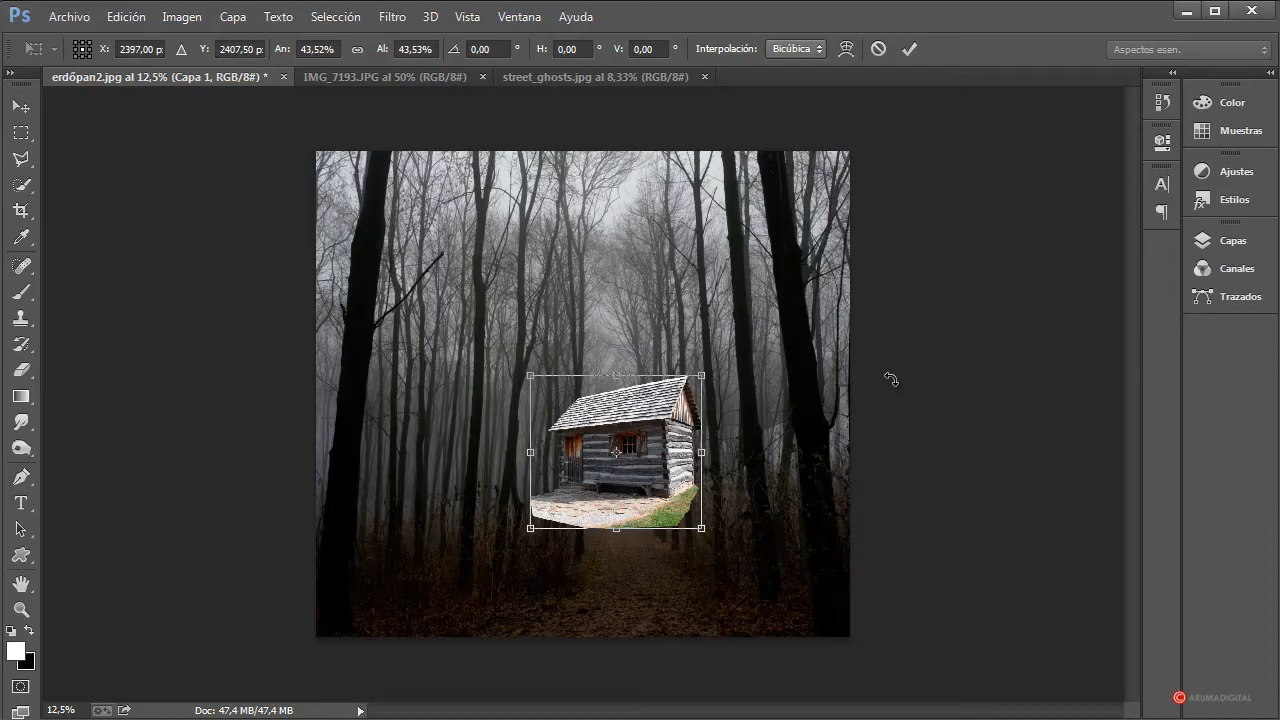 Ps Archivo Edición Imagen Capa Texto Selección Filtro 3D Vista Ventana Ayuda
X: 2397,00 px Y: 2407,50 px An: 43,52% Al: 43,53% 0,00 ° H: 0,00 ° V: 0,00 ° Interpolación: Bicúbica Aspectos esen.
erdőpan2.jpg al 12,5% (Capa 1, RGB/8#) * × IMG_7193.JPG al 50% (RGB/8#) × street_ghosts.jpg al 8,33% (RGB/8#) ×
Color
Muestras
Ajustes
Estilos
Capas
Canales
Trazados
© ARUMADIGITAL
12,5% Doc: 47,4 MB/47,4 MB